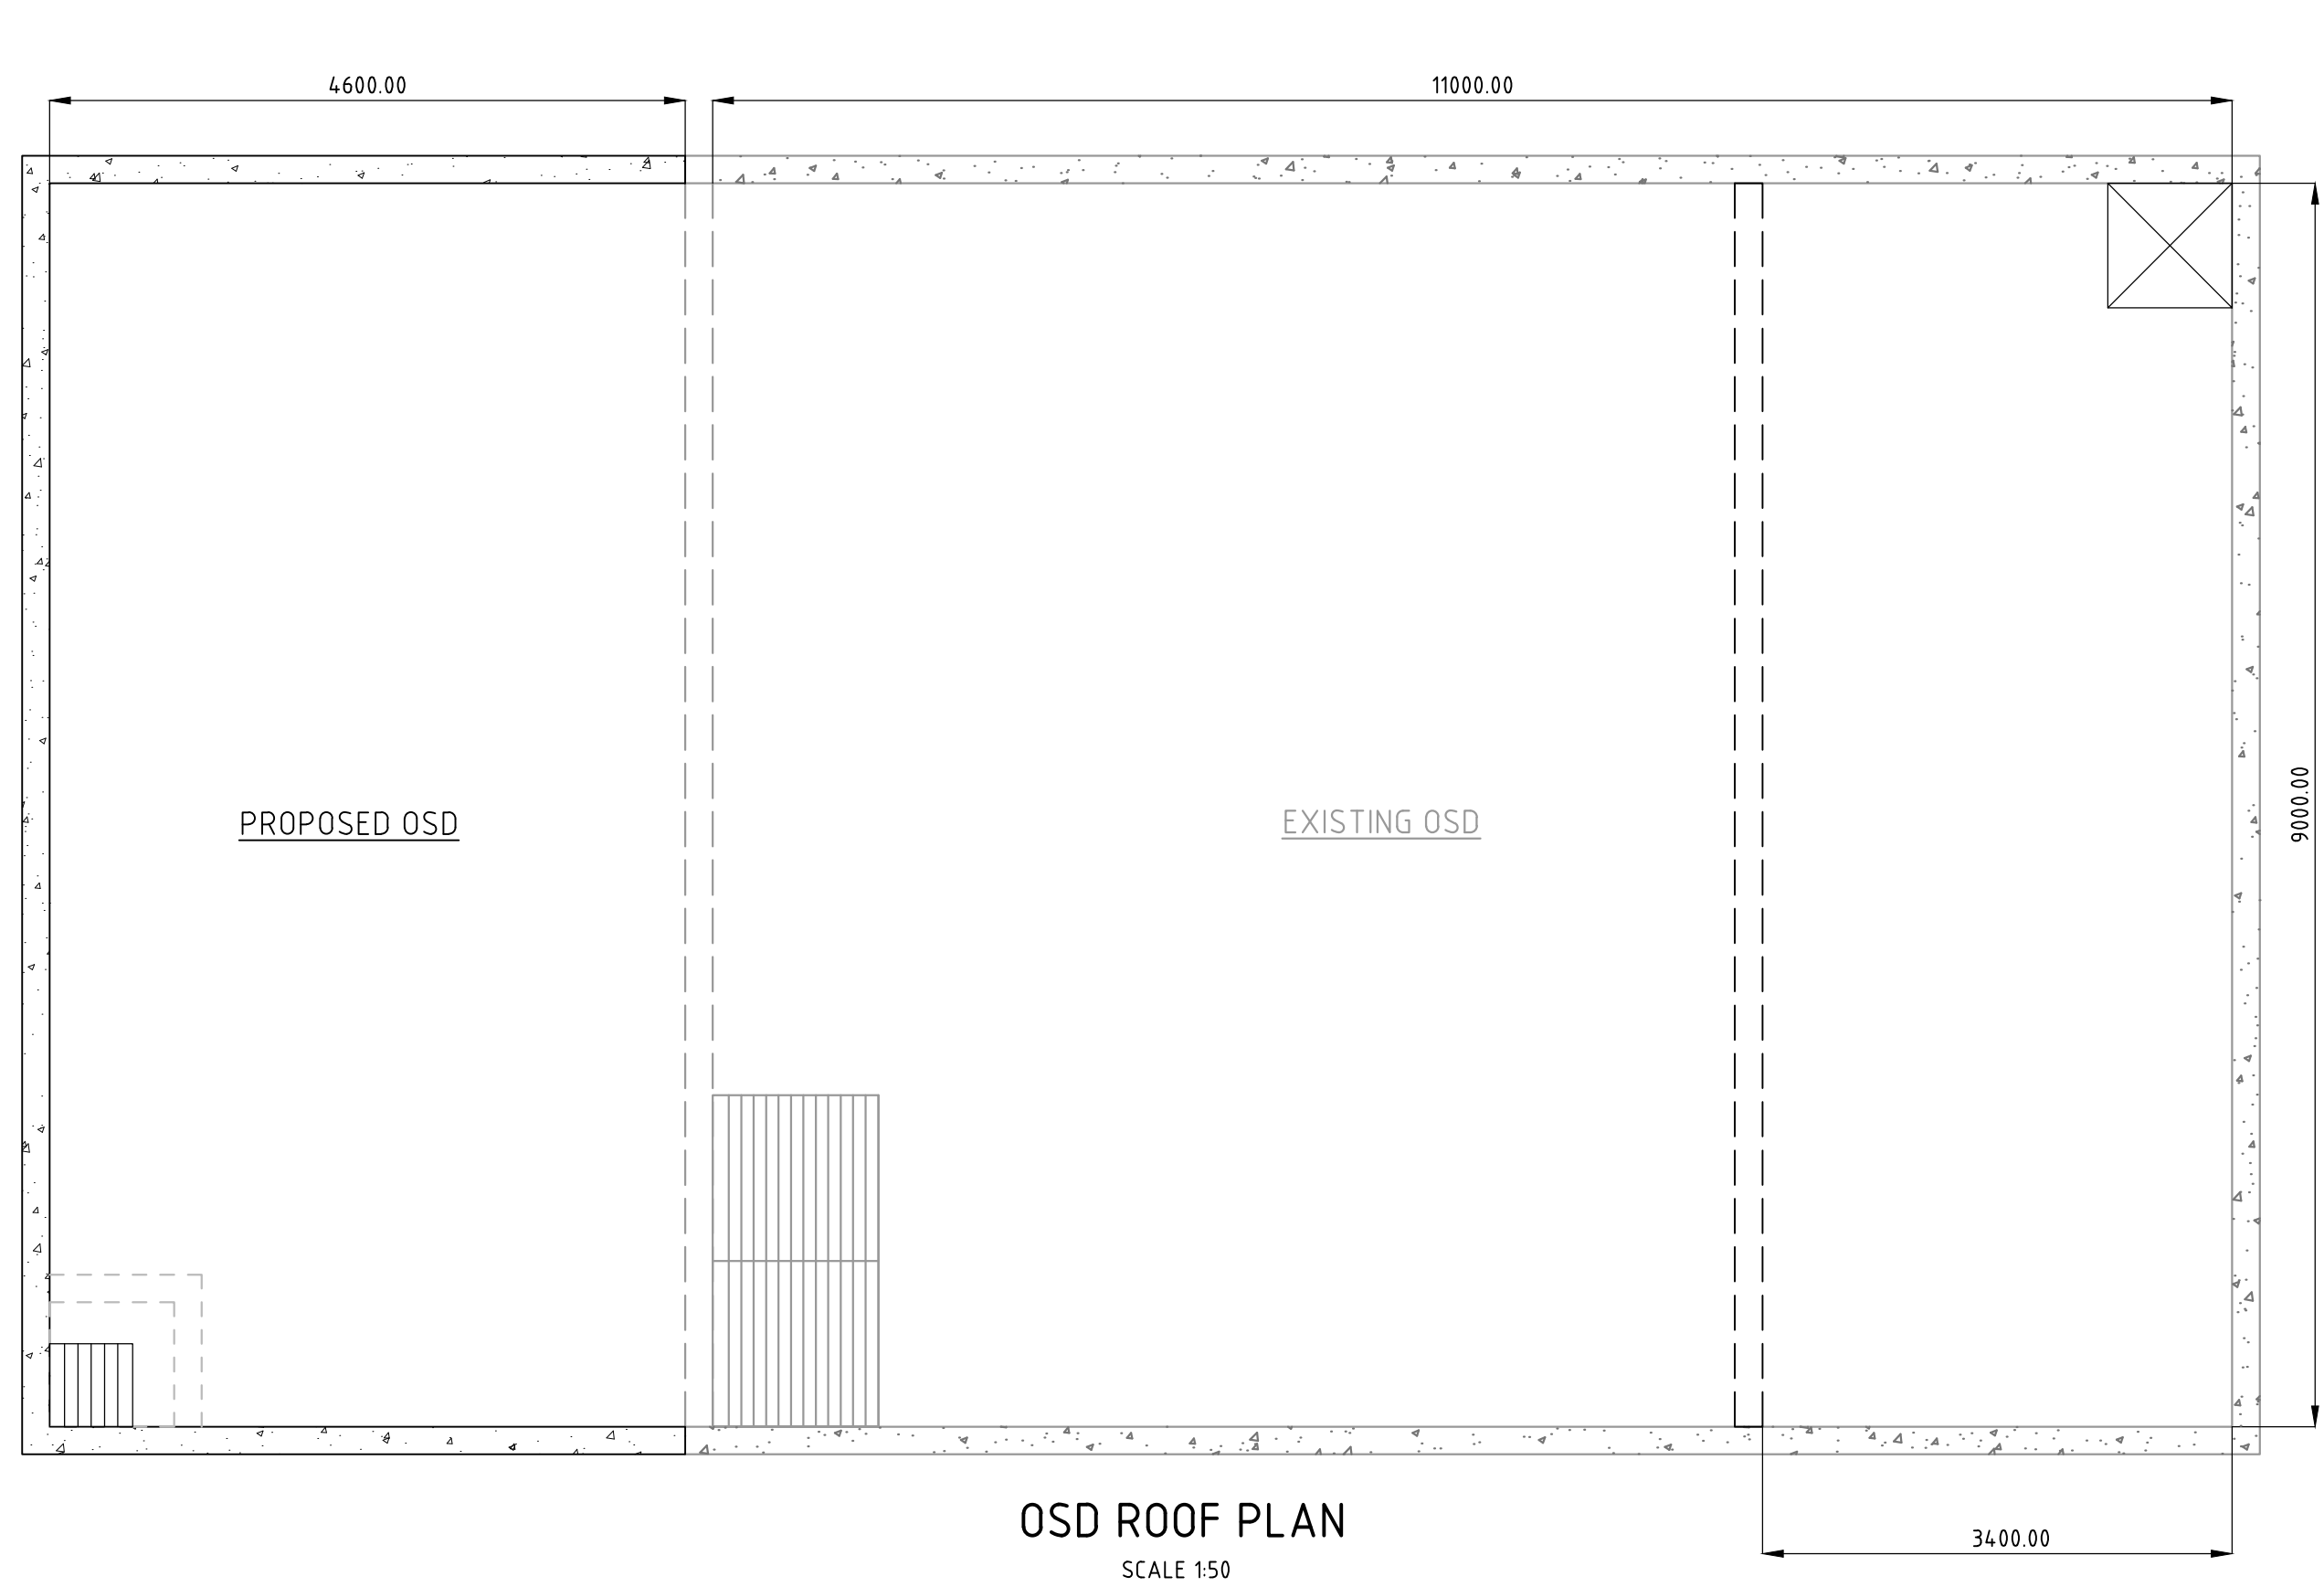 4600.00
11000.00
9000.00
PROPOSED OSD
EXISTING OSD
OSD ROOF PLAN
3400.00
SCALE 1:50